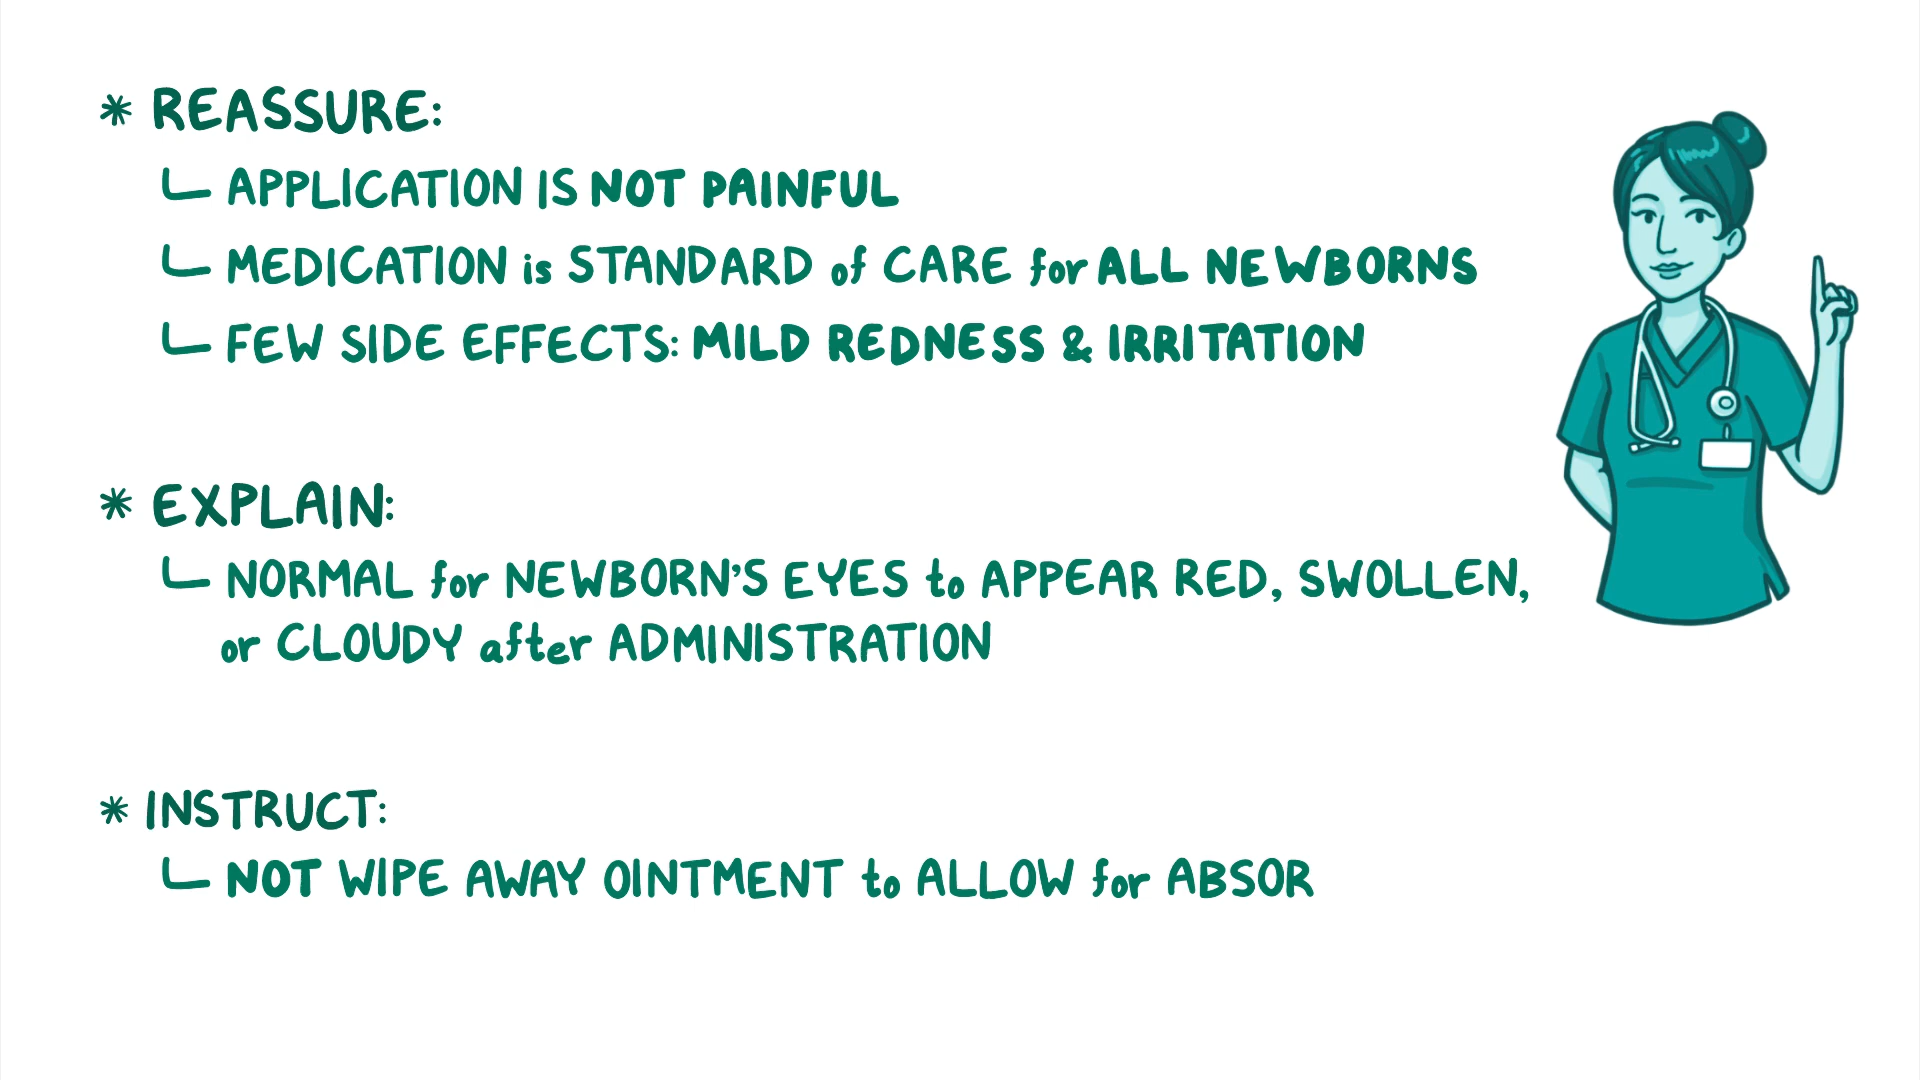 * REASSURE:
APPLICATION IS NOT PAINFUL
MEDICATION is STANDARD of CARE for ALL NEWBORNS
FEW SIDE EFFECTS: MILD REDNESS & IRRITATION
* EXPLAIN:
NORMAL for NEWBORN'S EYES to APPEAR RED, SWOLLEN,
or CLOUDY after ADMINISTRATION
* INSTRUCT:
NOT WIPE AWAY OINTMENT to ALLOW for ABSOR